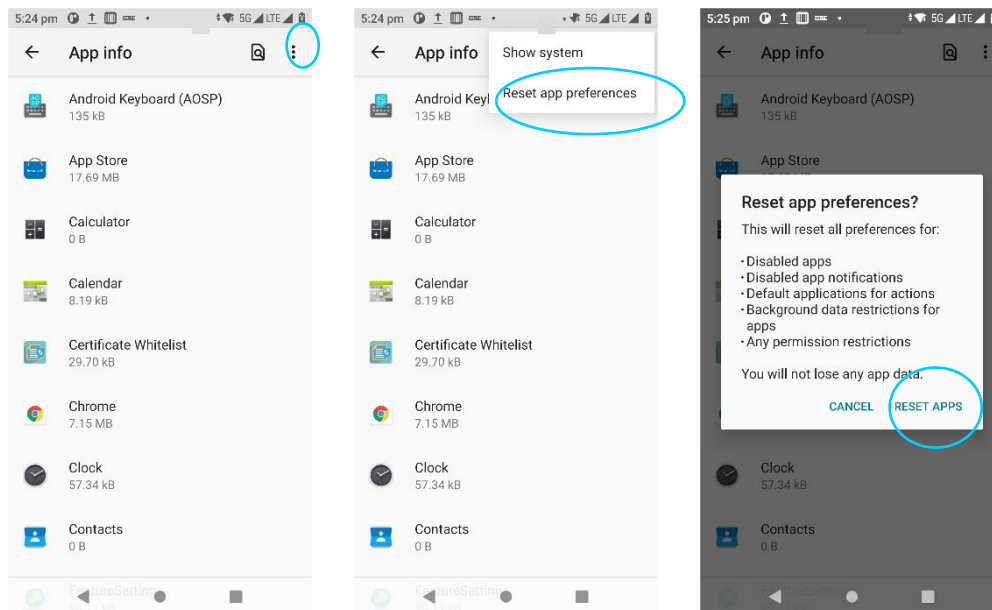 5:24 pm
5G LTE
App info
Android Keyboard (AOSP)
135 kB
App Store
17.69 MB
Calculator
0 B
Calendar
8.19 kB
Certificate Whitelist
29.70 kB
Chrome
7.15 MB
Clock
57.34 kB
Contacts
0 B
FeatureSetting
5:24 pm
5G LTE
App info
Show system
Reset app preferences
Android Keyl
135 kB
App Store
17.69 MB
Calculator
0 B
Calendar
8.19 kB
Certificate Whitelist
29.70 kB
Chrome
7.15 MB
Clock
57.34 kB
Contacts
0 B
FeatureSetting
5:25 pm
5G LTE
App info
Android Keyboard (AOSP)
135 kB
App Store
Reset app preferences?
This will reset all preferences for:
· Disabled apps
· Disabled app notifications
· Default applications for actions
· Background data restrictions for
apps
· Any permission restrictions
You will not lose any app data.
CANCEL RESET APPS
Clock
57.34 kB
Contacts
0 B
FeatureSetting